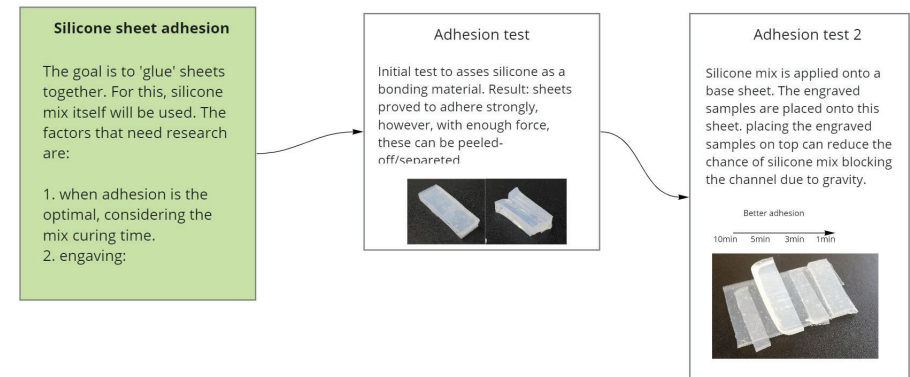 Silicone sheet adhesion
The goal is to 'glue' sheets
together. For this, silicone
mix itself will be used. The
factors that need research
are:
1. when adhesion is the
optimal, considering the
mix curing time.
2. engaving:
Adhesion test
Initial test to asses silicone as a
bonding material. Result: sheets
proved to adhere strongly,
however, with enough force,
these can be peeled-
off/separeted
Adhesion test 2
Silicone mix is applied onto a
base sheet. The engraved
samples are placed onto this
sheet. placing the engraved
samples on top can reduce the
chance of silicone mix blocking
the channel due to gravity.
Better adhesion
10min 5min 3min 1min